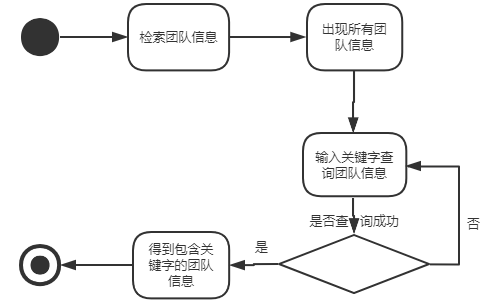 检索团队信息
出现所有团
队信息
输入关键字查
询团队信息
是否查询成功
否
是
得到包含关
键字的团队
信息